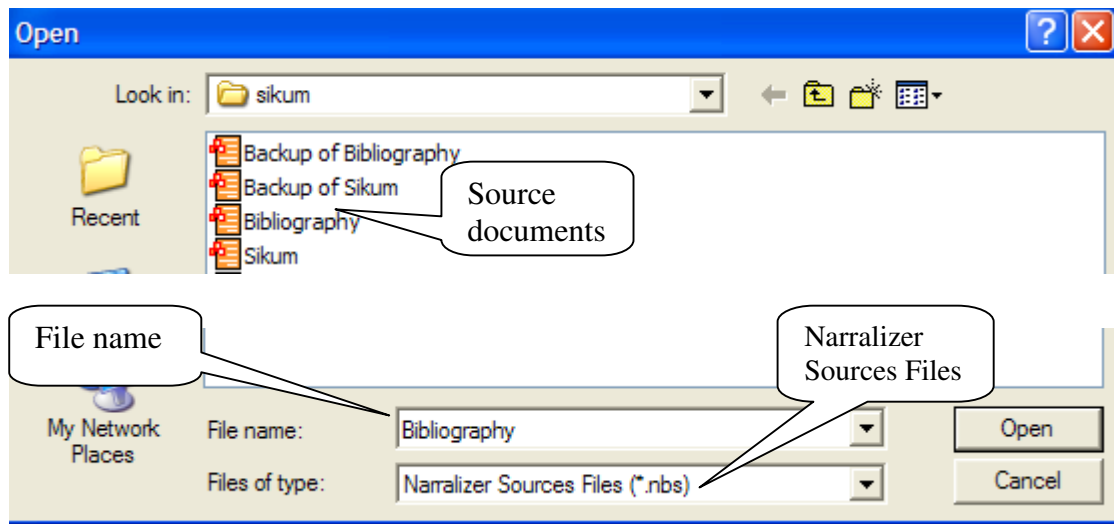 Open
Look in:
sikum
Backup of Bibliography
Backup of Sikum
Bibliography
Sikum
Source
documents
Recent
File name
Narralizer
Sources Files
My Network
Places
File name:
Bibliography
Open
Files of type:
Narralizer Sources Files (*.nbs)
Cancel